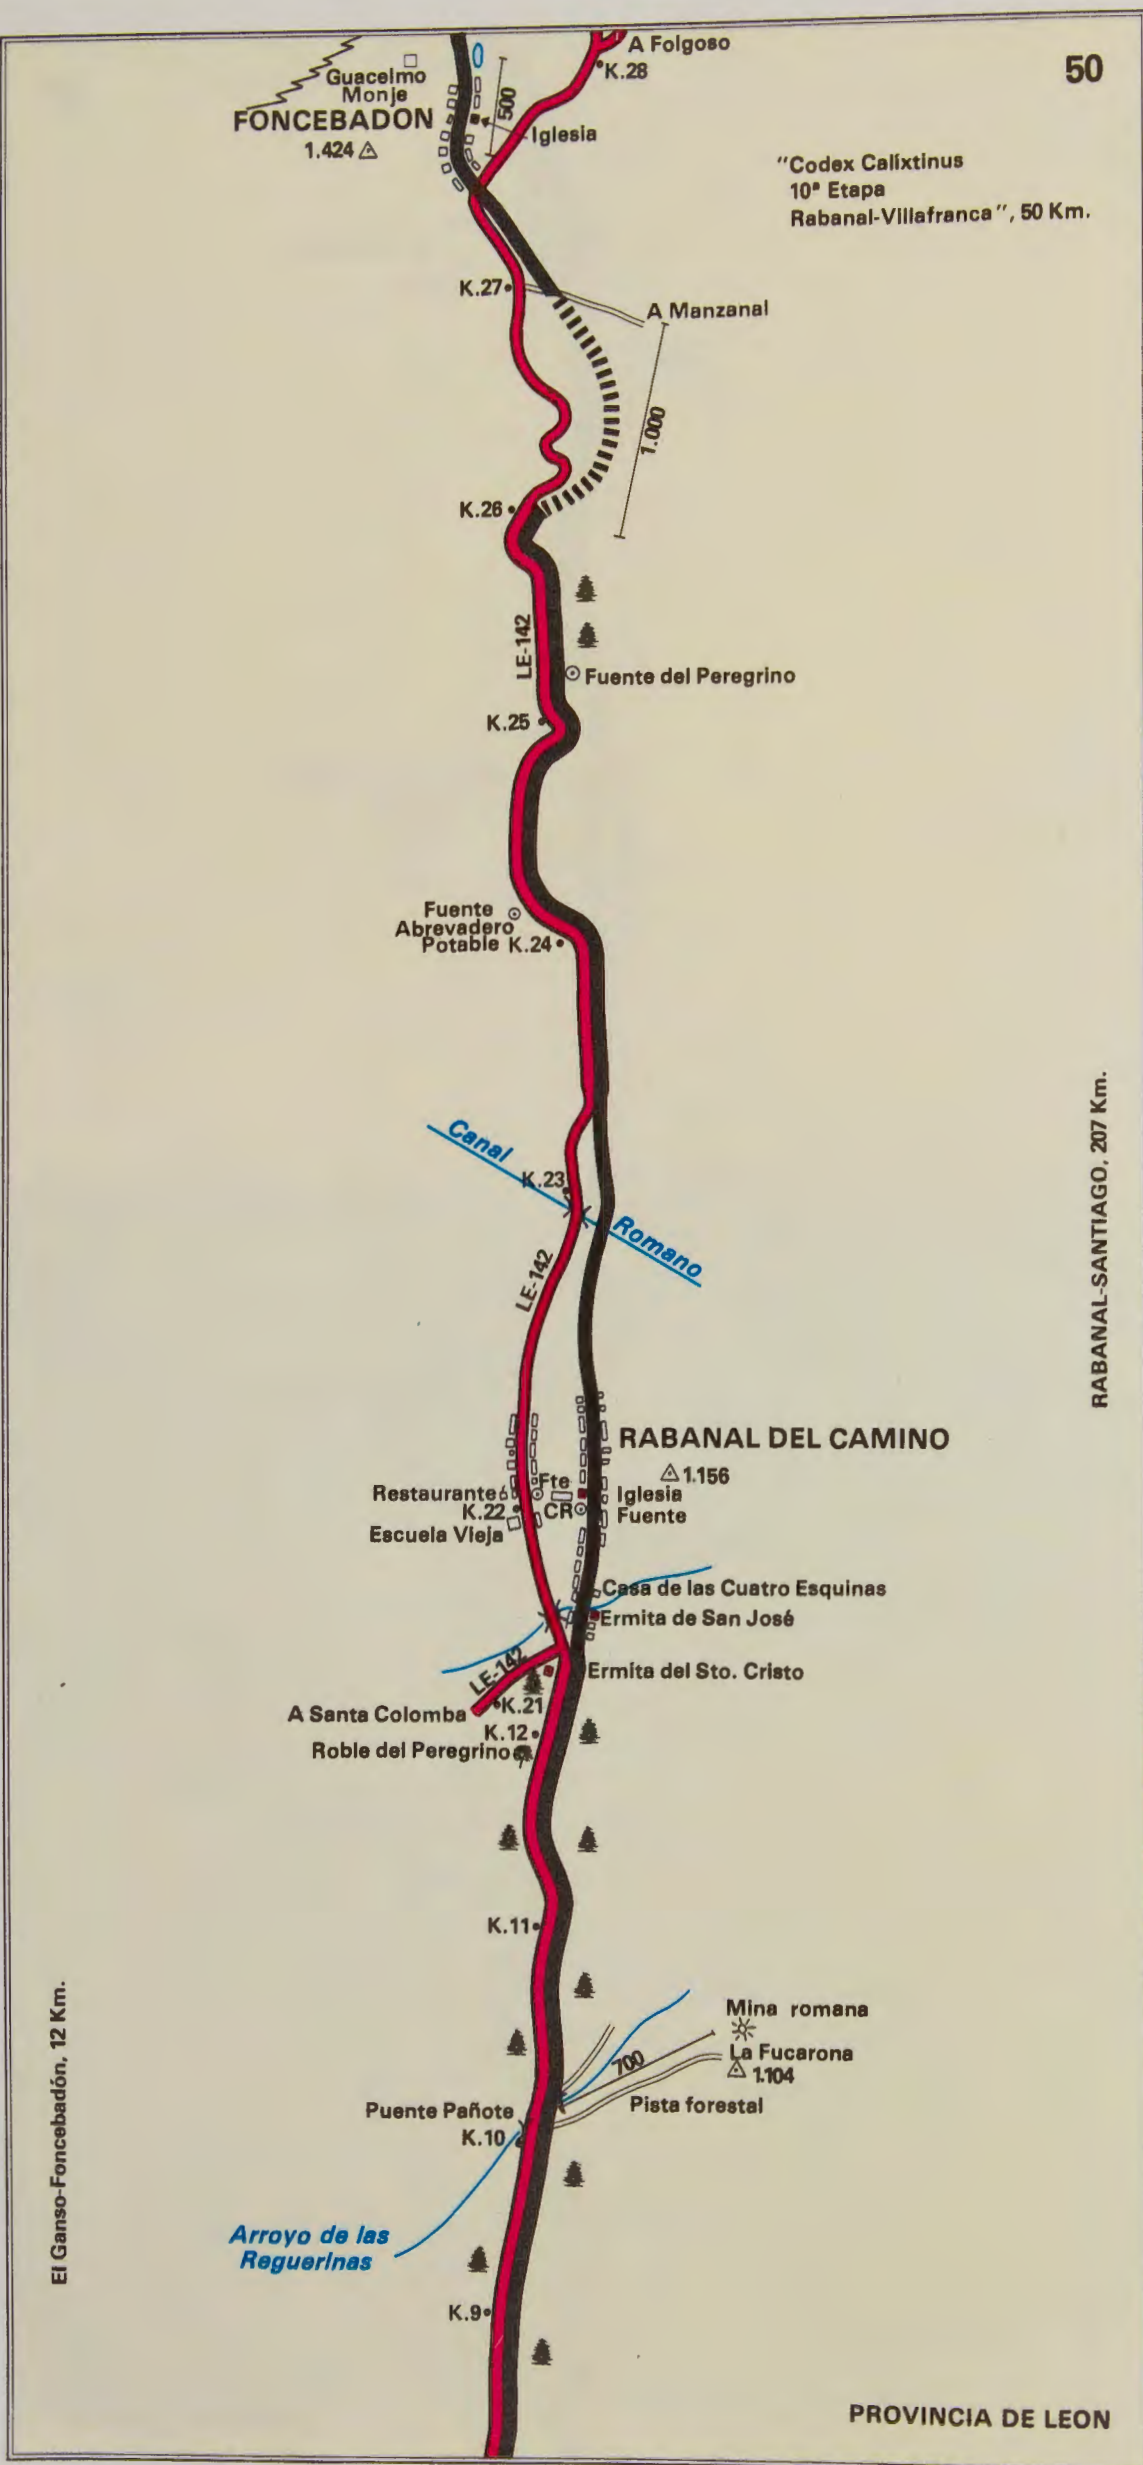 A Folgoso
50
K.28
Guacelmo
Monje
500
FONCEBADON
1.424
Iglesia
"Codex Calíxtinus
10ª Etapa
Rabanal-Villafranca", 50 Km.
K.27
A Manzanal
1.000
K.26
LE-142
Fuente del Peregrino
K.25
Fuente
Abrevadero
Potable K.24
RABANAL-SANTIAGO, 207 Km.
Canal
K.23
Romano
LE-142
RABANAL DEL CAMINO
1.156
Fte
Restaurante
Iglesia
K.22
CR
Fuente
Escuela Vieja
Casa de las Cuatro Esquinas
Ermita de San José
LE-142
Ermita del Sto. Cristo
K.21
A Santa Colomba
K.12
Roble del Peregrino
K.11
El Ganso-Foncebadón, 12 Km.
Mina romana
La Fucarona
700
1.104
Pista forestal
Puente Pañote
K.10
Arroyo de las
Reguerinas
K.9
PROVINCIA DE LEON